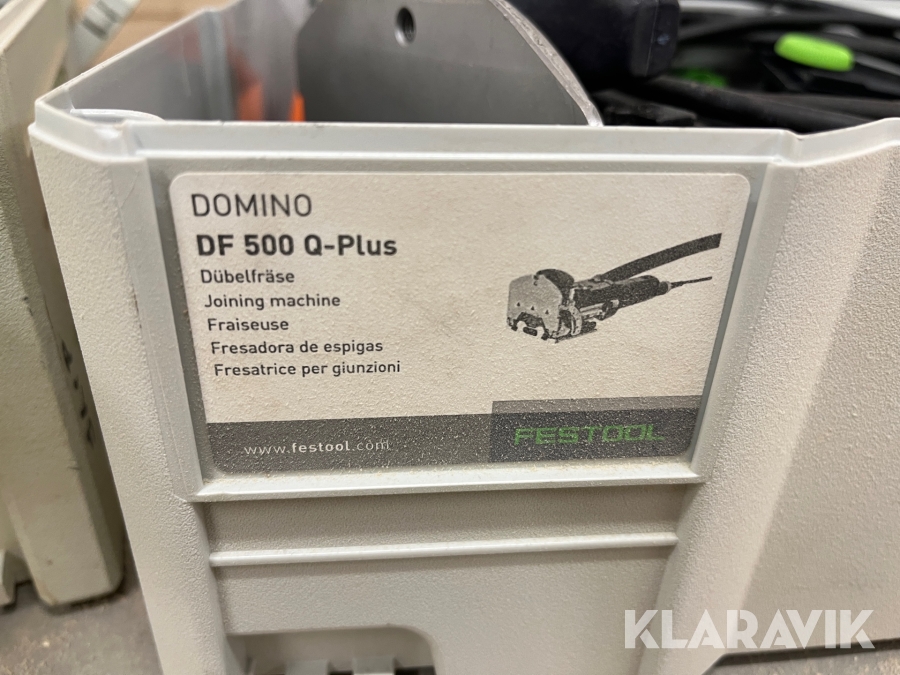 DOMINO
DF 500 Q-Plus
Dübelfräse
Joining machine
Fraiseuse
Fresadora de espigas
Fresatrice per giunzioni
www.festool.com
FESTOOL
KLARAVIK